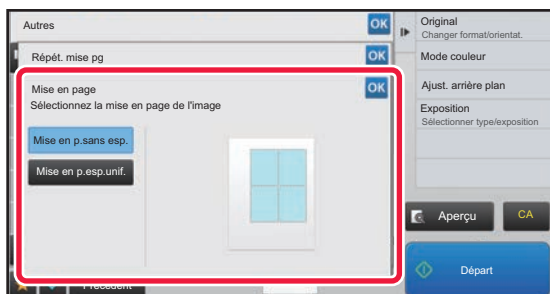 Autres
OK
Répét. mise pg
OK
Mise en page
OK
Sélectionnez la mise en page de l'image
Mise en p.sans esp.
Mise en p.esp.unif.
Précédent
Original
Changer format/orientat.
Mode couleur
Ajust. arrière plan
Exposition
Sélectionner type/exposition
Aperçu
CA
Départ